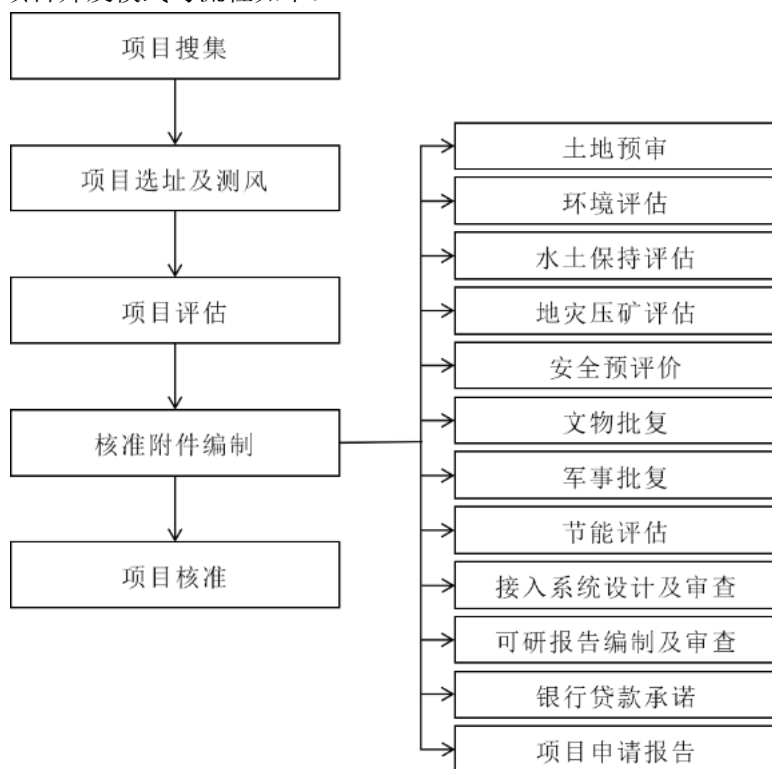 项目搜集
项目选址及测风
项目评估
核准附件编制
项目核准
土地预审
环境评估
水土保持评估
地灾压矿评估
安全预评价
文物批复
军事批复
节能评估
接入系统设计及审查
可研报告编制及审查
银行贷款承诺
项目申请报告